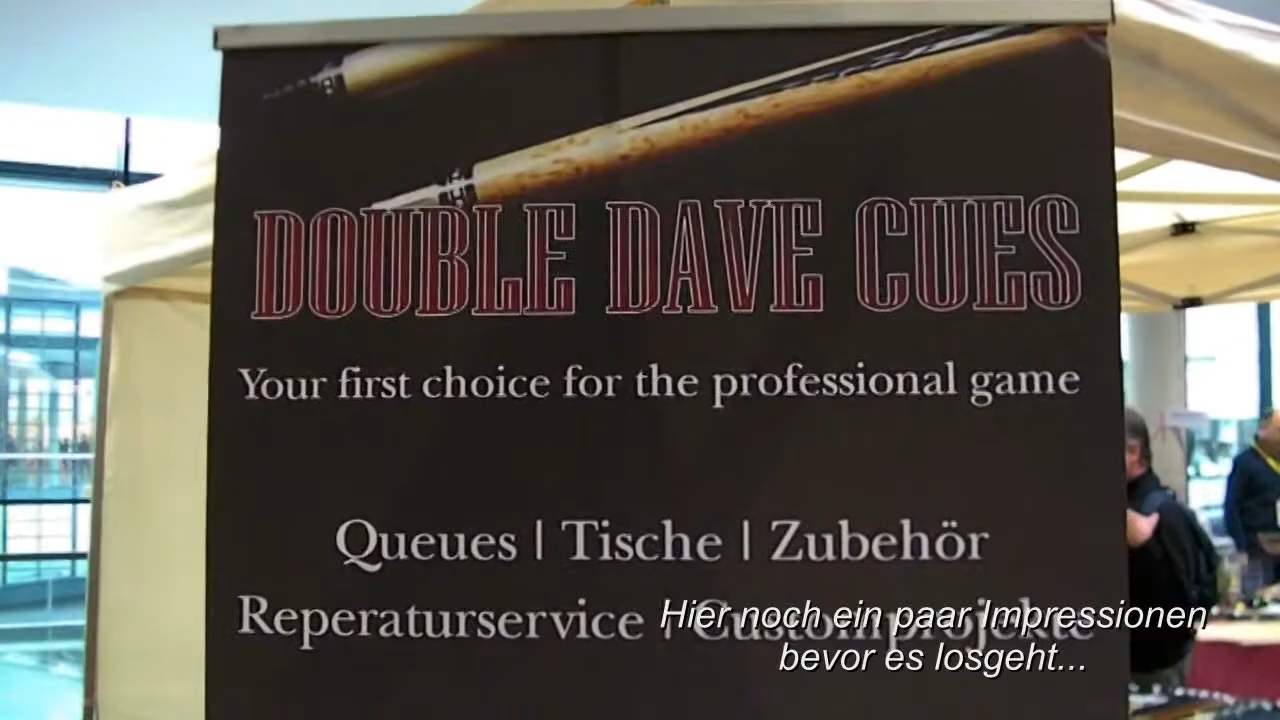 DOUBLE DAVE CUES
Your first choice for the professional game
Queues | Tische | Zubehör
Reperaturservice | Customprojekte
Hier noch ein paar Impressionen
bevor es losgeht...